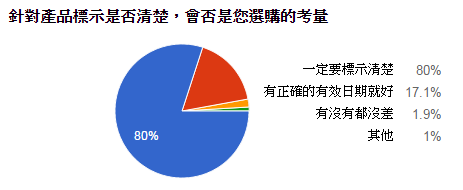 針對產品標示是否清楚，會否是您選購的考量
一定要標示清楚 80%
有正確的有效日期就好 17.1%
有沒有都沒差 1.9%
其他 1%
80%